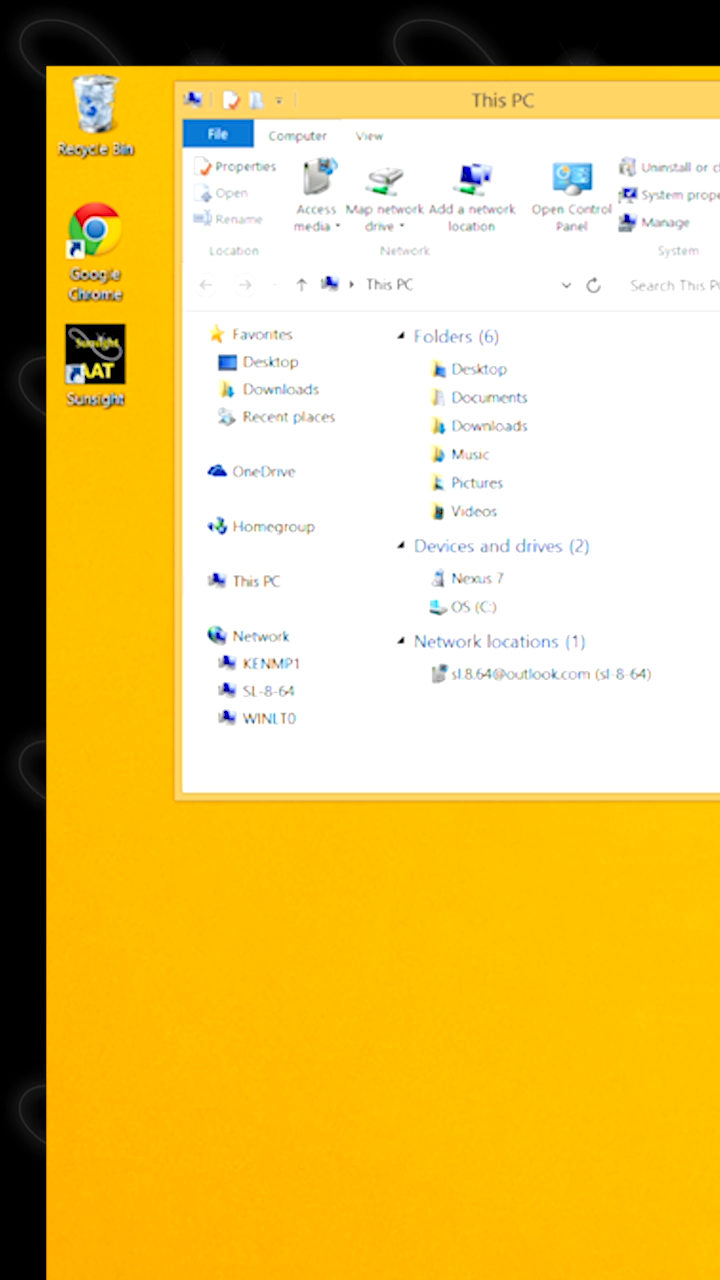 Recycle Bin
Google
Chrome
Sunsight
AAT
Sunsight
This PC
File
Computer
View
Properties
Open
Rename
Location
Access
media
Map network
drive
Add a network
location
Network
Open Control
Panel
Uninstall or c
System prope
Manage
System
This PC
Search This P
Favorites
Desktop
Downloads
Recent places
OneDrive
Homegroup
This PC
Network
KENMP1
SL-8-64
WINLT0
Folders (6)
Desktop
Documents
Downloads
Music
Pictures
Videos
Devices and drives (2)
Nexus 7
OS (C:)
Network locations (1)
sl.8.64@outlook.com (sl-8-64)